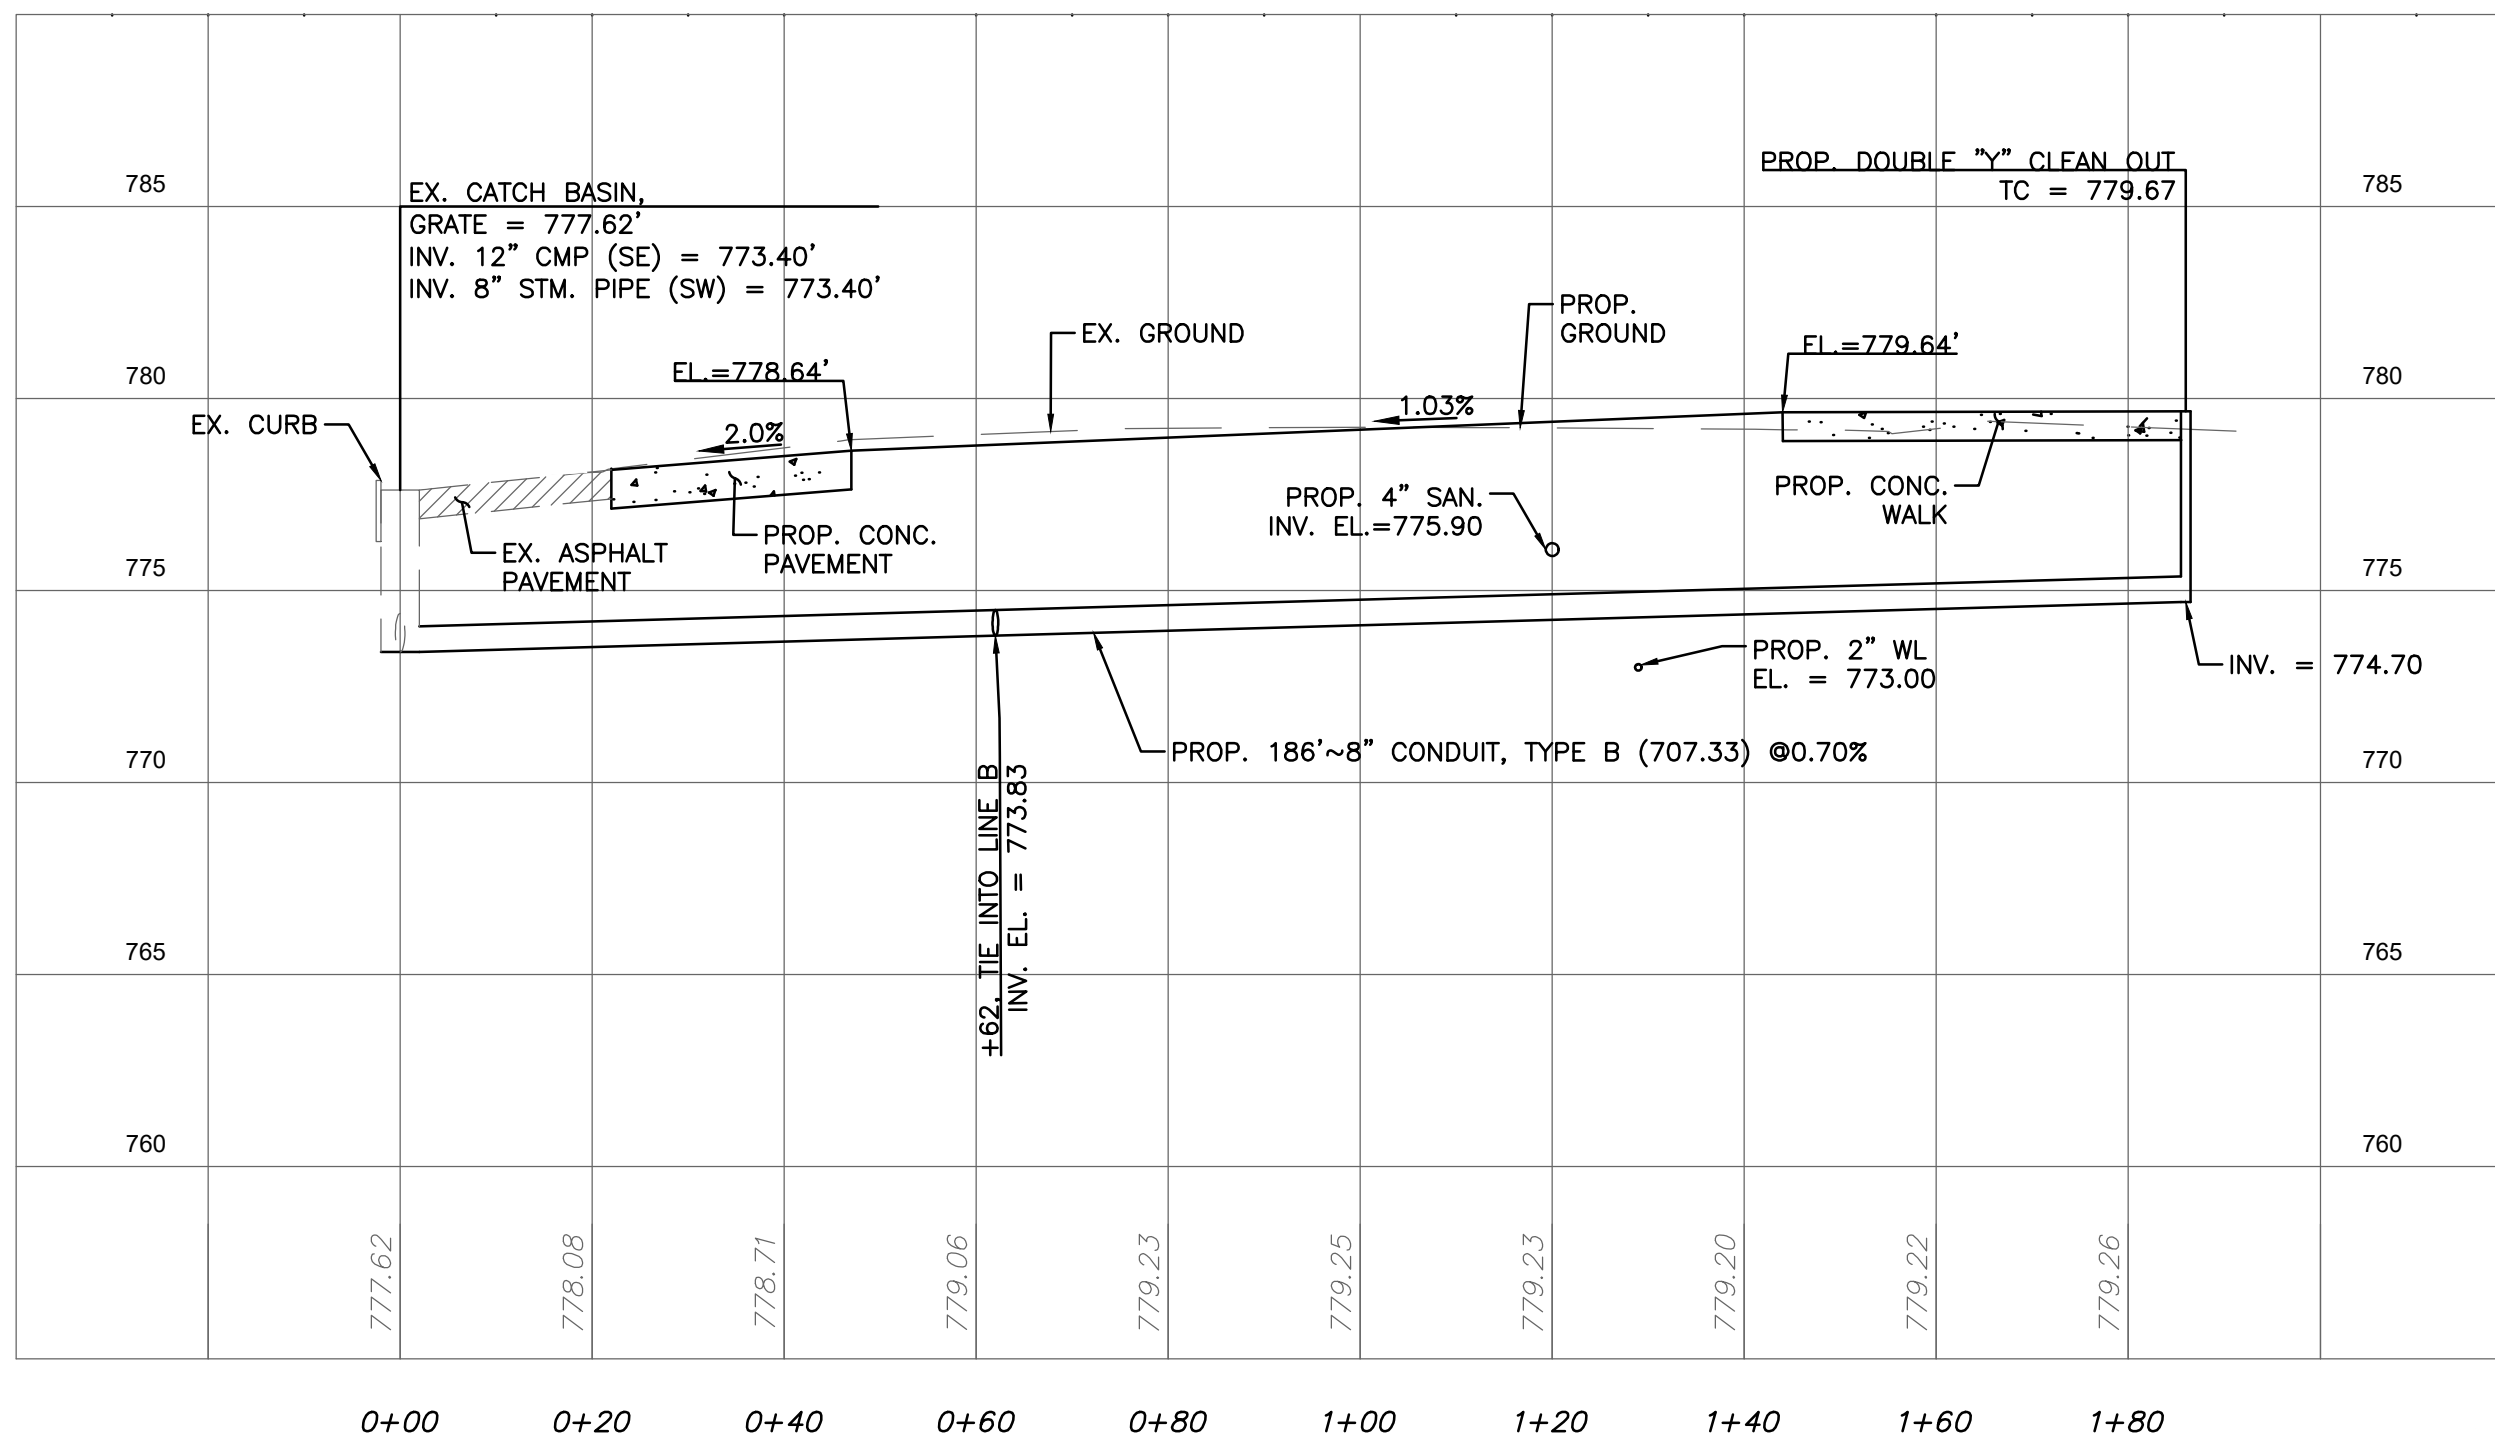 PROP. DOUBLE "Y" CLEAN OUT
TC = 779.67
785
785
EX. CATCH BASIN,
GRATE = 777.62'
INV. 12" CMP (SE) = 773.40'
INV. 8" STM. PIPE (SW) = 773.40'
PROP.
GROUND
EX. GROUND
EL.=779.64'
EL.=778.64'
780
780
1.03%
EX. CURB
2.0%
PROP. 4" SAN.
INV. EL.=775.90
PROP. CONC.
WALK
PROP. CONC.
PAVEMENT
EX. ASPHALT
PAVEMENT
775
775
PROP. 2" WL
EL. = 773.00
INV. = 774.70
PROP. 186'~8" CONDUIT, TYPE B (707.33) @0.70%
770
770
+62, TIE INTO LINE B
INV. EL. = 773.83
765
765
760
760
777.62
778.08
778.71
779.06
779.23
779.25
779.23
779.20
779.22
779.26
0+00
0+20
0+40
0+60
0+80
1+00
1+20
1+40
1+60
1+80